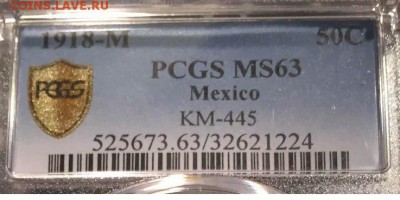 COINS.LAVE.RU
1918-M 50C
PCGS MS63
PCGS
Mexico
KM-445
525673.63/32621224